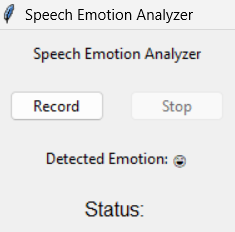 Speech Emotion Analyzer
Speech Emotion Analyzer
Record Stop
Detected Emotion: 😄
Status: